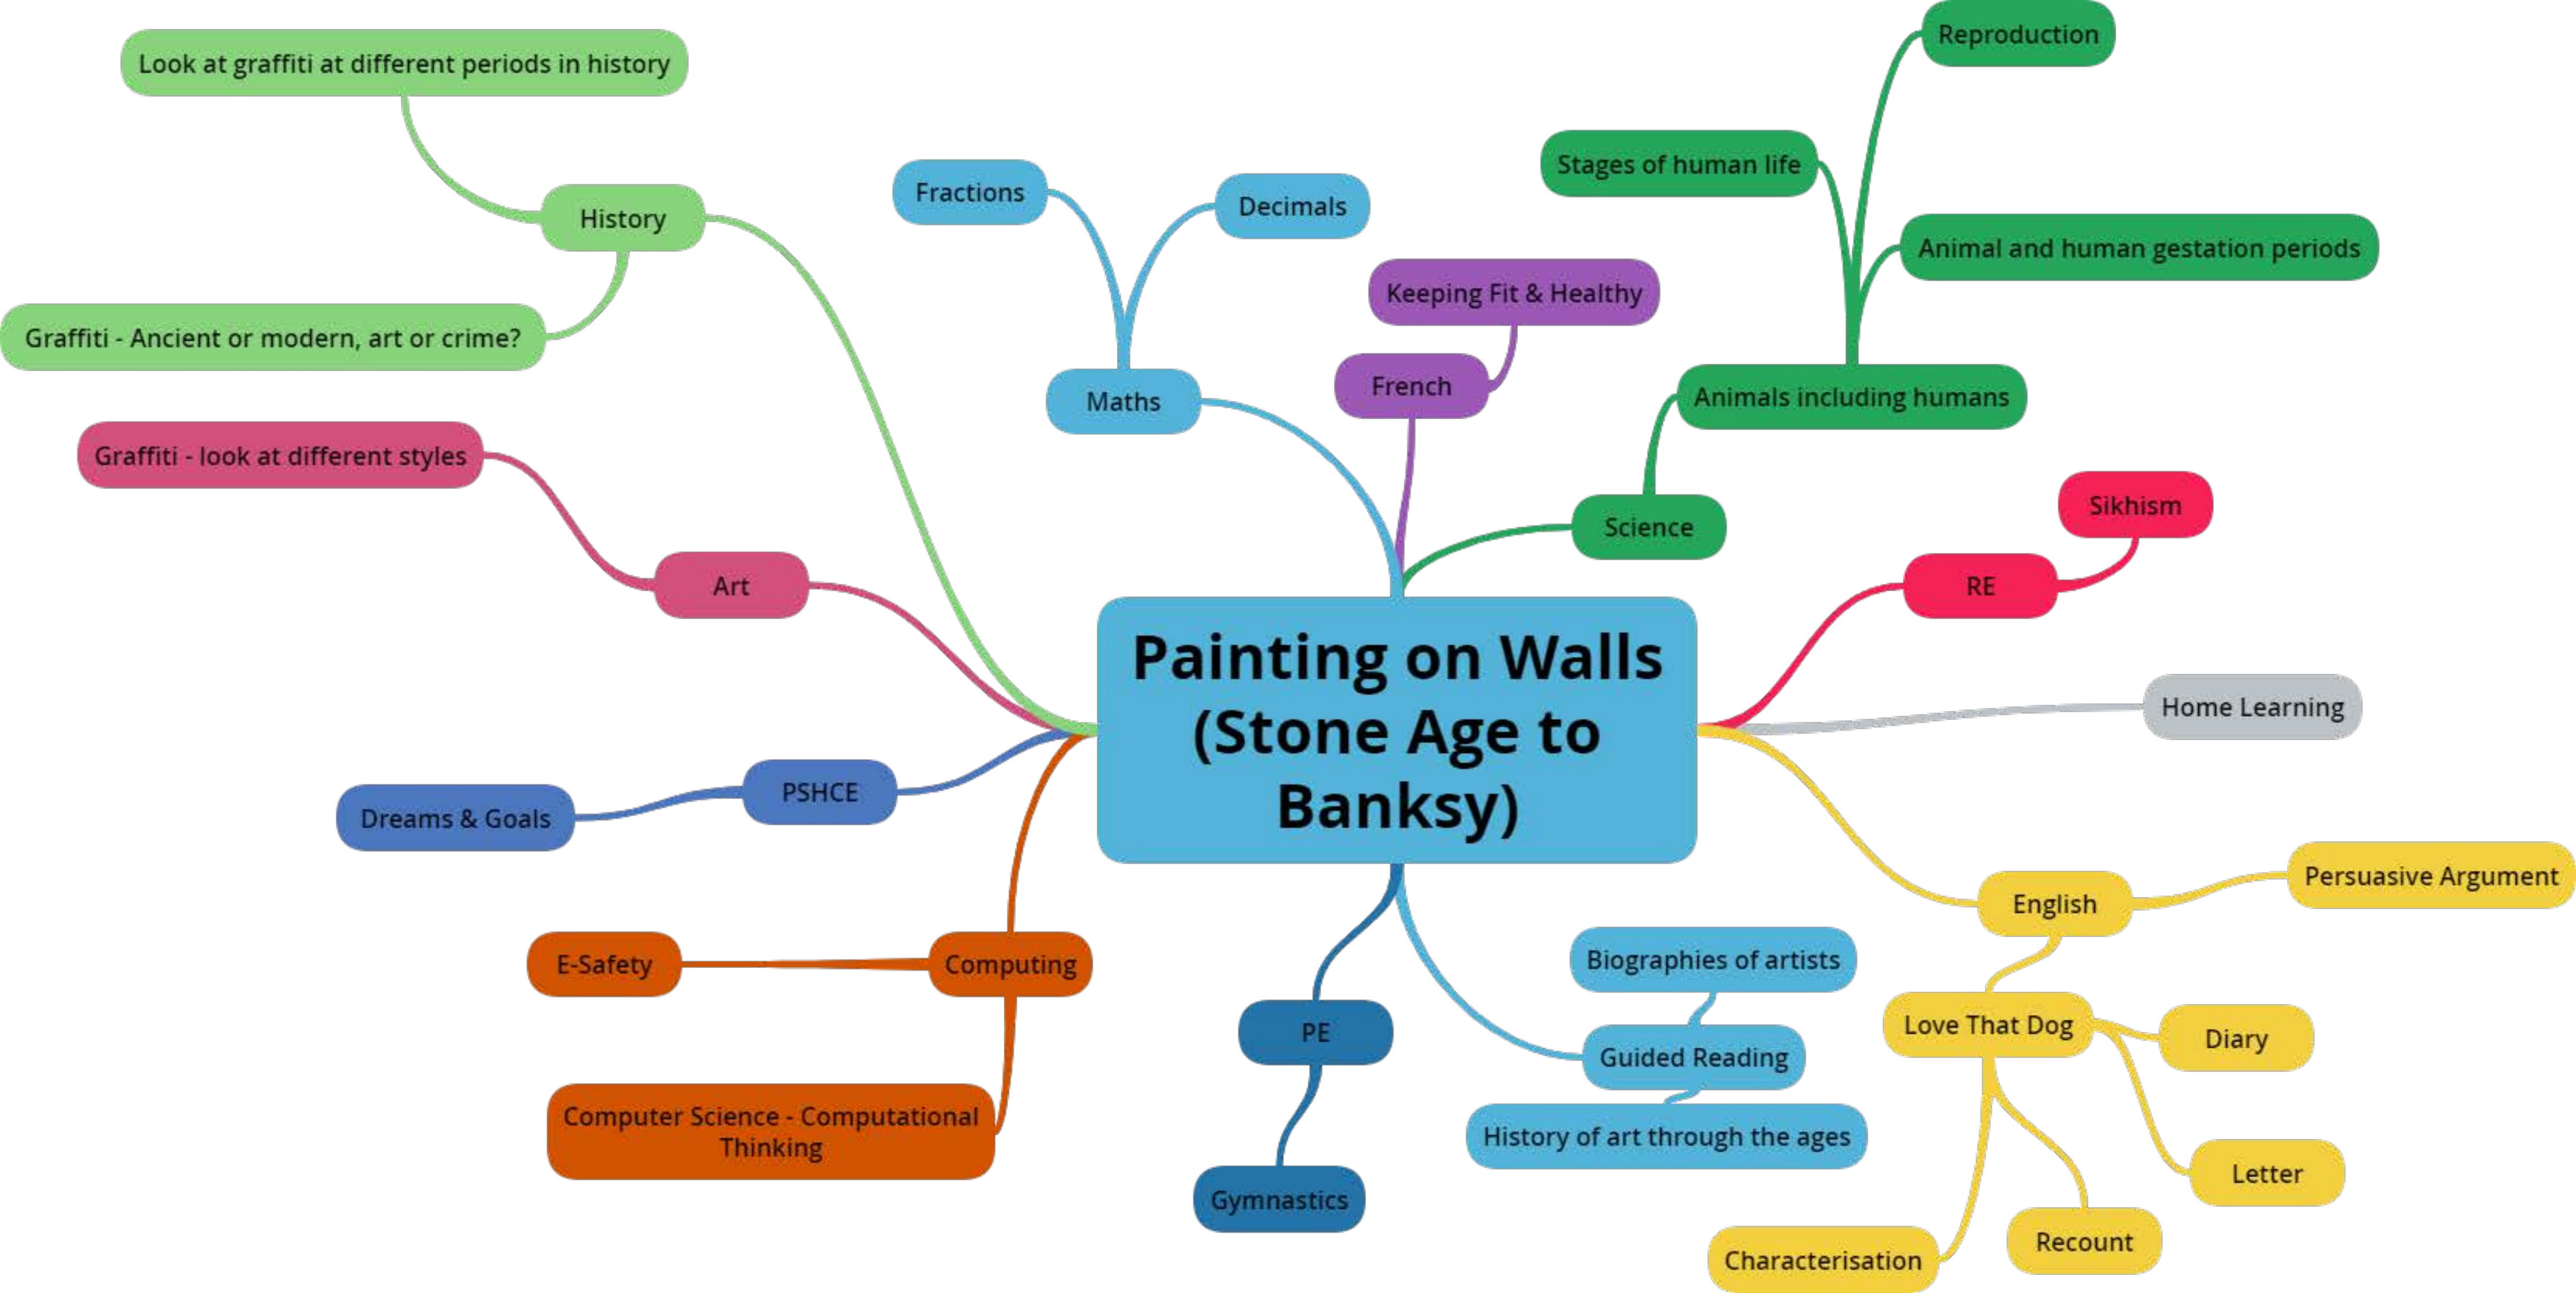 Look at graffiti at different periods in history
History
Graffiti - Ancient or modern, art or crime?
Graffiti - look at different styles
Art
Dreams & Goals
PSHCE
E-Safety
Computing
Computer Science - Computational
Thinking
Fractions
Decimals
Maths
Keeping Fit & Healthy
French
Reproduction
Stages of human life
Animal and human gestation periods
Animals including humans
Science
Sikhism
RE
Painting on Walls
(Stone Age to
Banksy)
Home Learning
English
Persuasive Argument
Love That Dog
Diary
Letter
Recount
Characterisation
Biographies of artists
Guided Reading
History of art through the ages
PE
Gymnastics